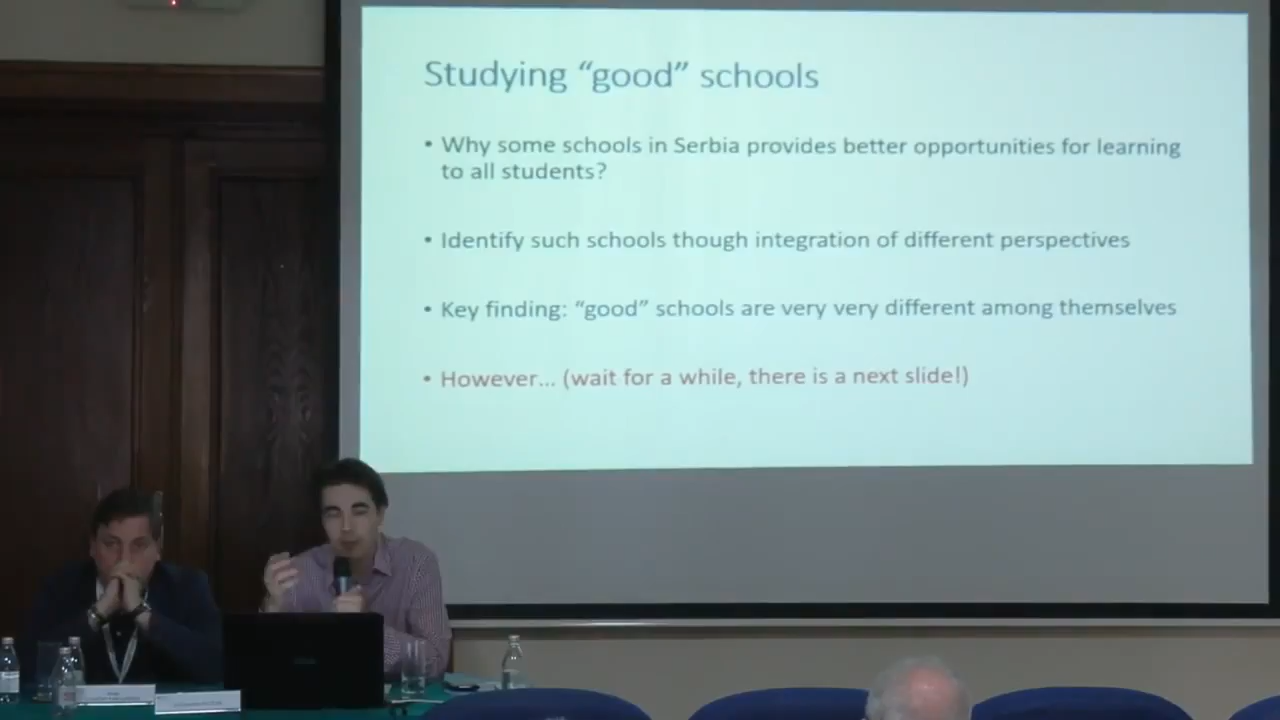 Studying “good” schools
• Why some schools in Serbia provides better opportunities for learning
to all students?
• Identify such schools though integration of different perspectives
• Key finding: “good” schools are very very different among themselves
• However... (wait for a while, there is a next slide!)